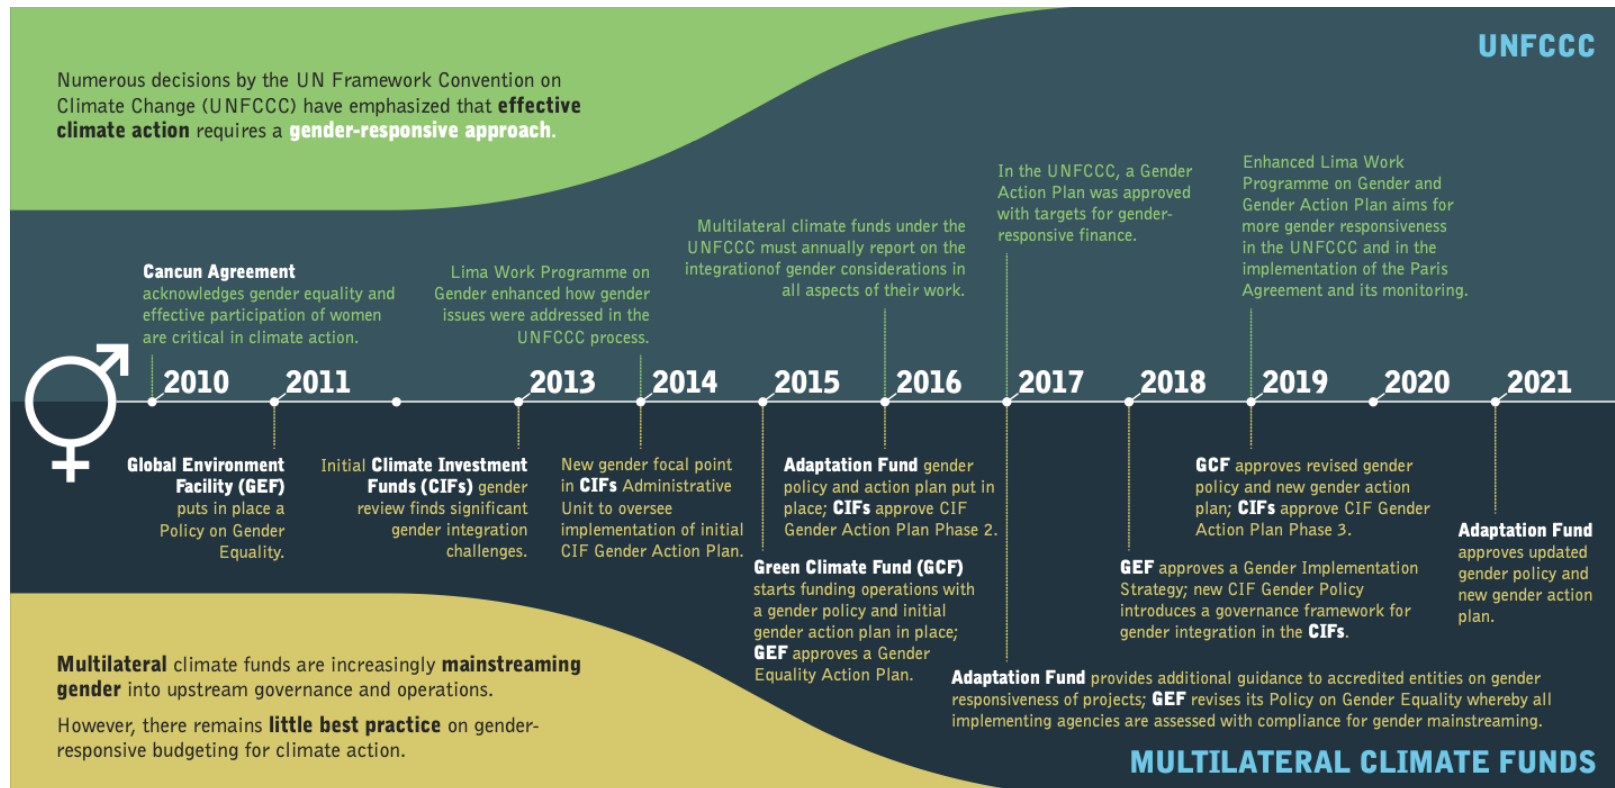 UNFCCC
Numerous decisions by the UN Framework Convention on
Climate Change (UNFCCC) have emphasized that effective
climate action requires a gender-responsive approach.
Cancun Agreement
acknowledges gender equality and
effective participation of women
are critical in climate action.
Lima Work Programme on
Gender enhanced how gender
issues were addressed in the
UNFCCC process.
Multilateral climate funds under the
UNFCCC must annually report on the
integrationof gender considerations in
all aspects of their work.
In the UNFCCC, a Gender
Action Plan was approved
with targets for gender-
responsive finance.
Enhanced Lima Work
Programme on Gender and
Gender Action Plan aims for
more gender responsiveness
in the UNFCCC and in the
implementation of the Paris
Agreement and its monitoring.
2010 2011 2013 2014 2015 2016 2017 2018 2019 2020 2021
Global Environment
Facility (GEF)
puts in place a
Policy on Gender
Equality.
Initial Climate Investment
Funds (CIFs) gender
review finds significant
gender integration
challenges.
New gender focal point
in CIFs Administrative
Unit to oversee
implementation of initial
CIF Gender Action Plan.
Green Climate Fund (GCF)
starts funding operations with
a gender policy and initial
gender action plan in place;
GEF approves a Gender
Equality Action Plan.
Adaptation Fund gender
policy and action plan put in
place; CIFs approve CIF
Gender Action Plan Phase 2.
Adaptation Fund provides additional guidance to accredited entities on gender
responsiveness of projects; GEF revises its Policy on Gender Equality whereby all
implementing agencies are assessed with compliance for gender mainstreaming.
GEF approves a Gender Implementation
Strategy; new CIF Gender Policy
introduces a governance framework for
gender integration in the CIFs.
GCF approves revised gender
policy and new gender action
plan; CIFs approve CIF Gender
Action Plan Phase 3.
Adaptation Fund
approves updated
gender policy and
new gender action
plan.
Multilateral climate funds are increasingly mainstreaming
gender into upstream governance and operations.
However, there remains little best practice on gender-
responsive budgeting for climate action.
MULTILATERAL CLIMATE FUNDS